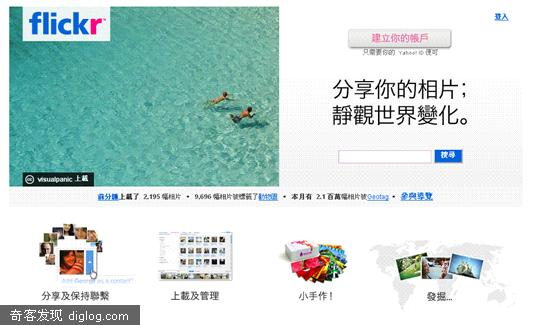 flickr
登入
建立你的帳戶
只需要你的 Yahoo! ID 便可
分享你的相片；
靜觀世界變化。
搜尋
visualpanic 上載
前分鐘上載了 2,195 幅相片 • 9,696 幅相片被標籤了動物園 • 本月有 2.1 百萬幅相片被Geotag • 參與導覽
Add George as a contact?
分享及保持聯繫
上載及管理
小手作！
發掘...
奇客发现 diglog.com